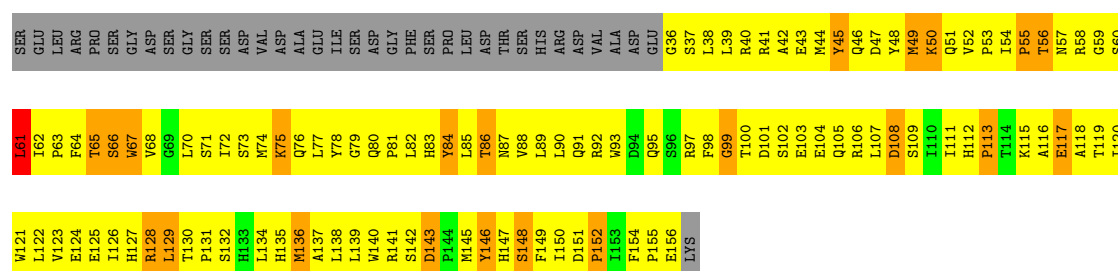 SER GLU LEU ARG PRO SER GLY ASP SER GLY SER SER ASP VAL ASP ALA GLU ILE SER ASP GLY PHE SER PRO LEU ASP THR SER HIS ARG ASP VAL ALA ASP GLU G36 S37 L38 L39 R40 R41 A42 E43 M44 Y45 Q46 D47 Y48 M49 K50 Q51 V52 P53 I54 P55 T56 N57 R58 G59 S60
L61 I62 P63 F64 T65 S66 W67 V68 G69 L70 S71 I72 S73 M74 K75 Q76 L77 Y78 G79 Q80 P81 L82 H83 Y84 L85 T86 N87 V88 L89 L90 Q91 R92 W93 D94 Q95 S96 R97 F98 G99 T100 D101 S102 E103 E104 Q105 R106 L107 D108 S109 I110 I111 H112 P113 T114 K115 A116 E117 A118 T119 I120
W121 L122 V123 E124 E125 I126 H127 R128 L129 T130 P131 S132 H133 L134 H135 M136 A137 L138 L139 W140 R141 S142 D143 P144 M145 Y146 H147 S148 F149 I150 D151 P152 I153 F154 P155 E156 LYS